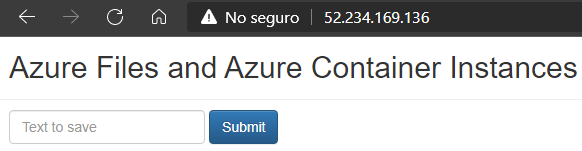 No seguro 52.234.169.136
Azure Files and Azure Container Instances
Text to save Submit